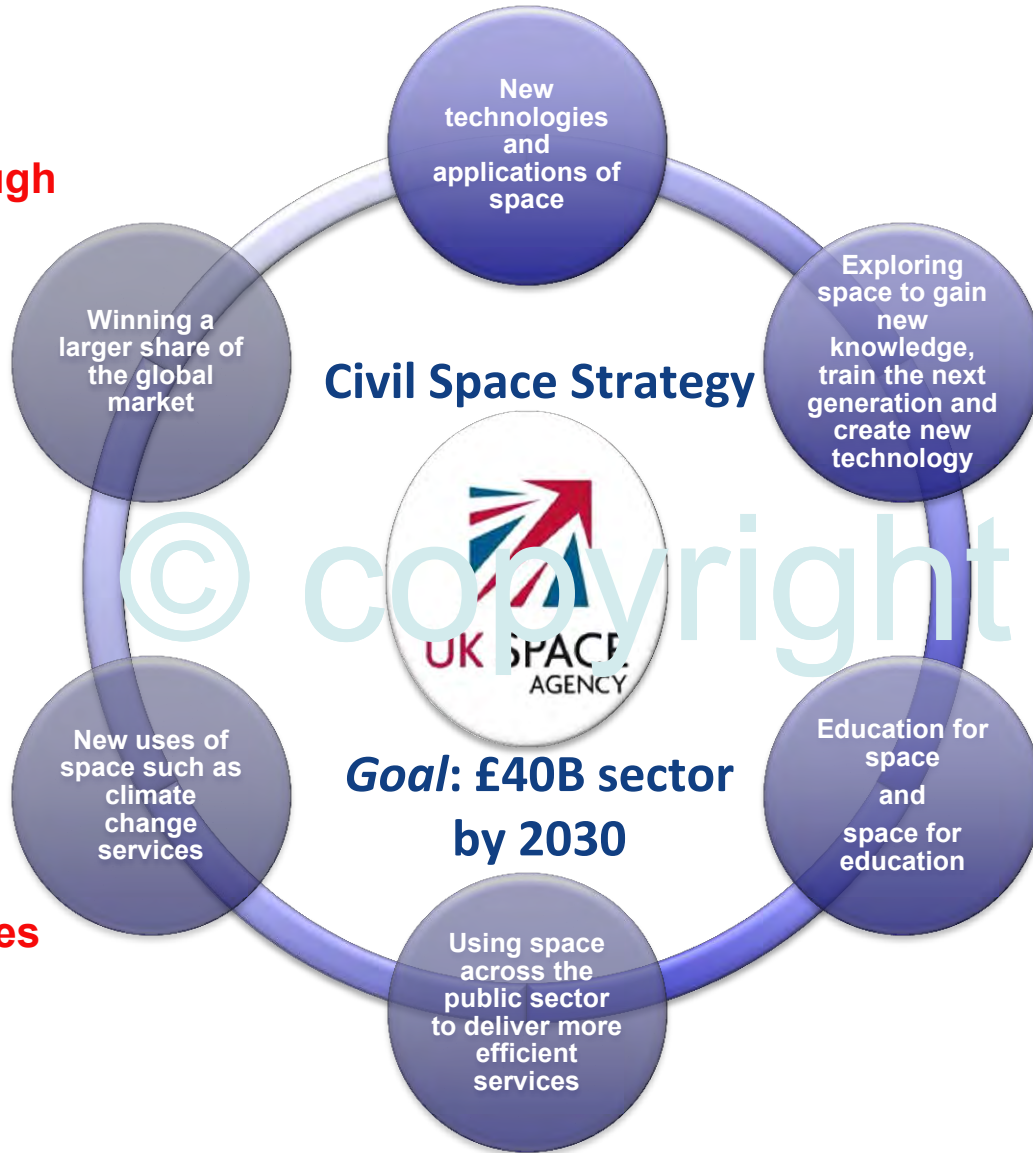 New
technologies
and
applications of
space
Exploring
space to gain
new
knowledge,
train the next
generation and
create new
technology
Winning a
larger share of
the global
market
Civil Space Strategy
© copyright
UK SPACE
AGENCY
Education for
space
and
space for
education
New uses of
space such as
climate
change
services
Goal: £40B sector
by 2030
Using space
across the
public sector
to deliver more
efficient
services